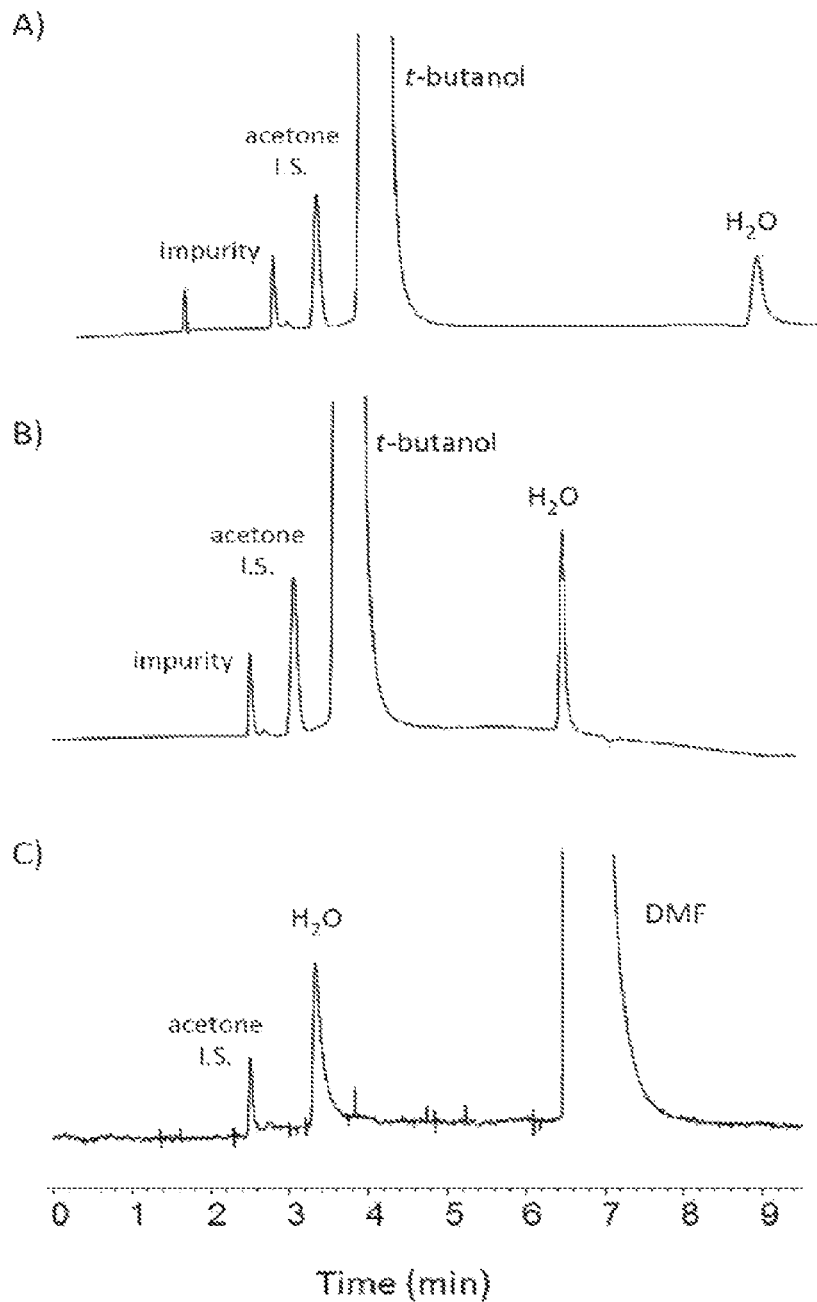 A)
t-butanol
acetone
I.S.
impurity
H₂O
B)
t-butanol
H₂O
acetone
I.S.
impurity
C)
H₂O
DMF
acetone
I.S.
0 1 2 3 4 5 6 7 8 9
Time (min)